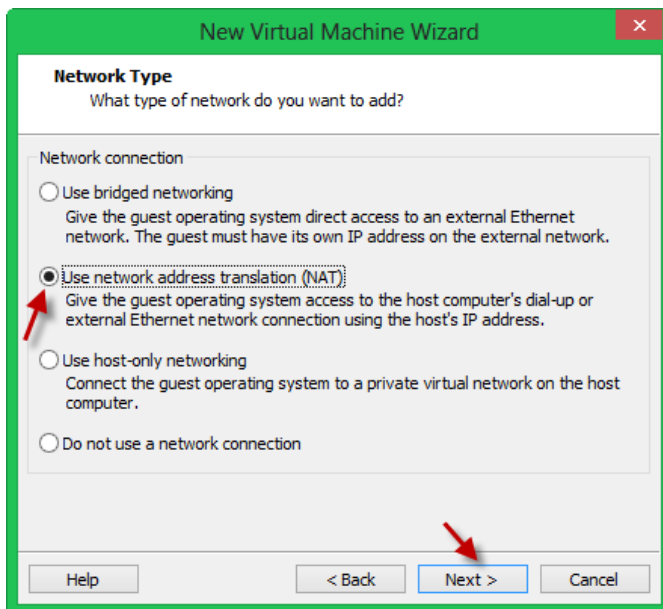 New Virtual Machine Wizard
Network Type
What type of network do you want to add?
Network connection
Use bridged networking
Give the guest operating system direct access to an external Ethernet
network. The guest must have its own IP address on the external network.
Use network address translation (NAT)
Give the guest operating system access to the host computer's dial-up or
external Ethernet network connection using the host's IP address.
Use host-only networking
Connect the guest operating system to a private virtual network on the host
computer.
Do not use a network connection
Help < Back Next > Cancel